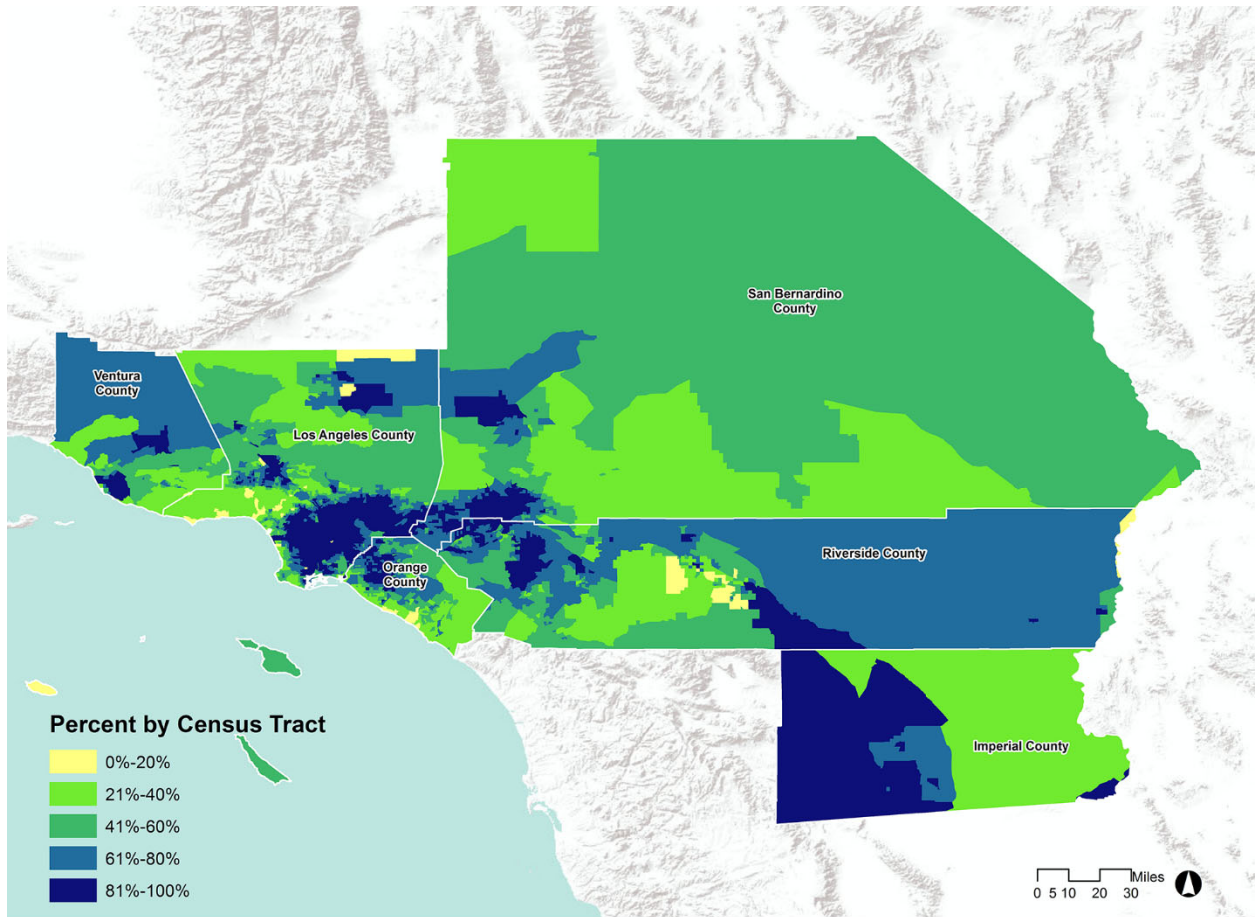 San Bernardino
County
Ventura
County
Los Angeles County
Riverside County
Orange
County
Imperial County
Percent by Census Tract
0%-20%
21%-40%
41%-60%
61%-80%
81%-100%
Miles
0 5 10 20 30